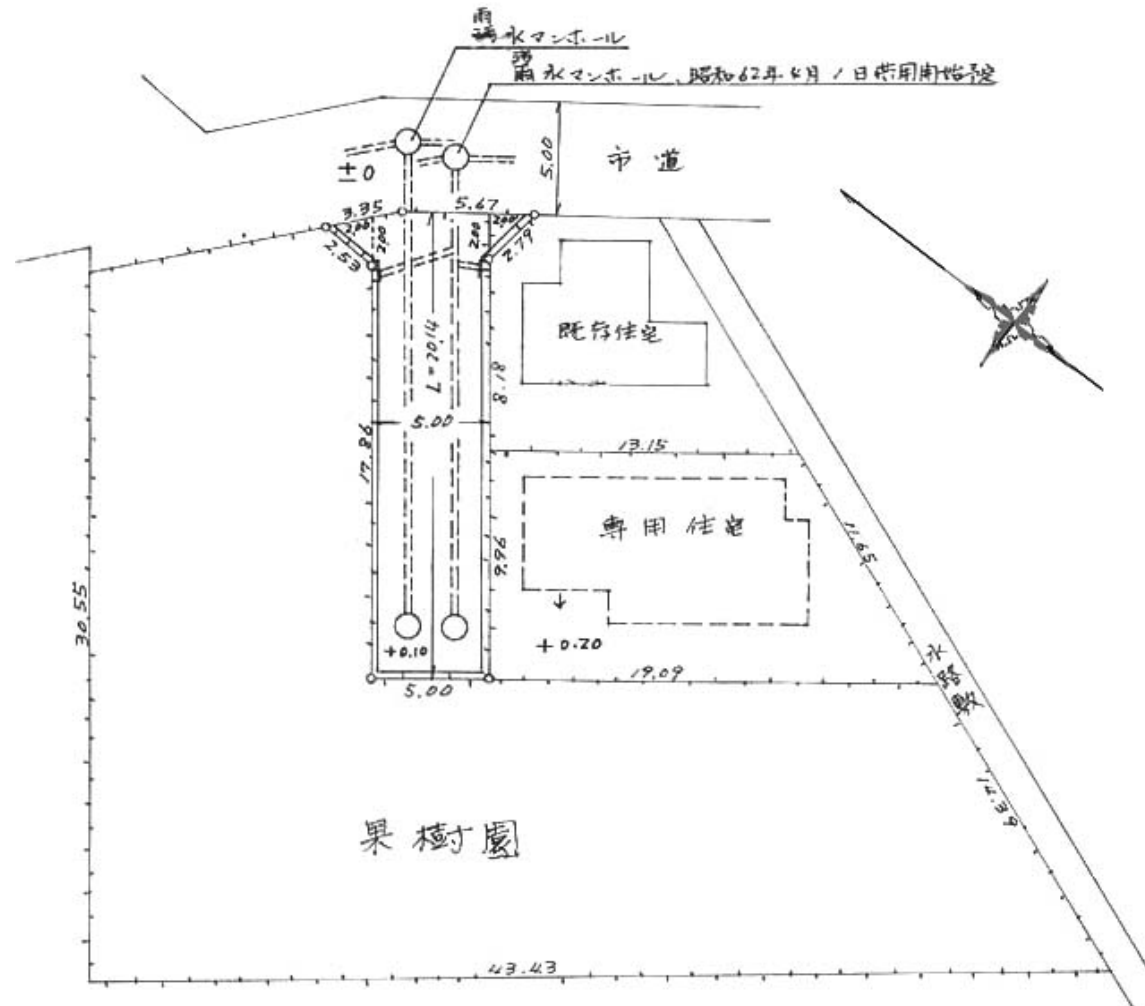 雨
水マンホール
雨水マンホール、昭和62年4月1日供用開始予定
±0
5.00
市道
3.35
5.67
2.00
2.00
2.00
2.00
2.53
2.79
既存住宅
L=20.14
8.18
5.00
17.86
13.15
専用住宅
11.65
9.96
30.55
+0.10
+0.20
5.00
19.09
水路敷
14.39
果樹園
43.43